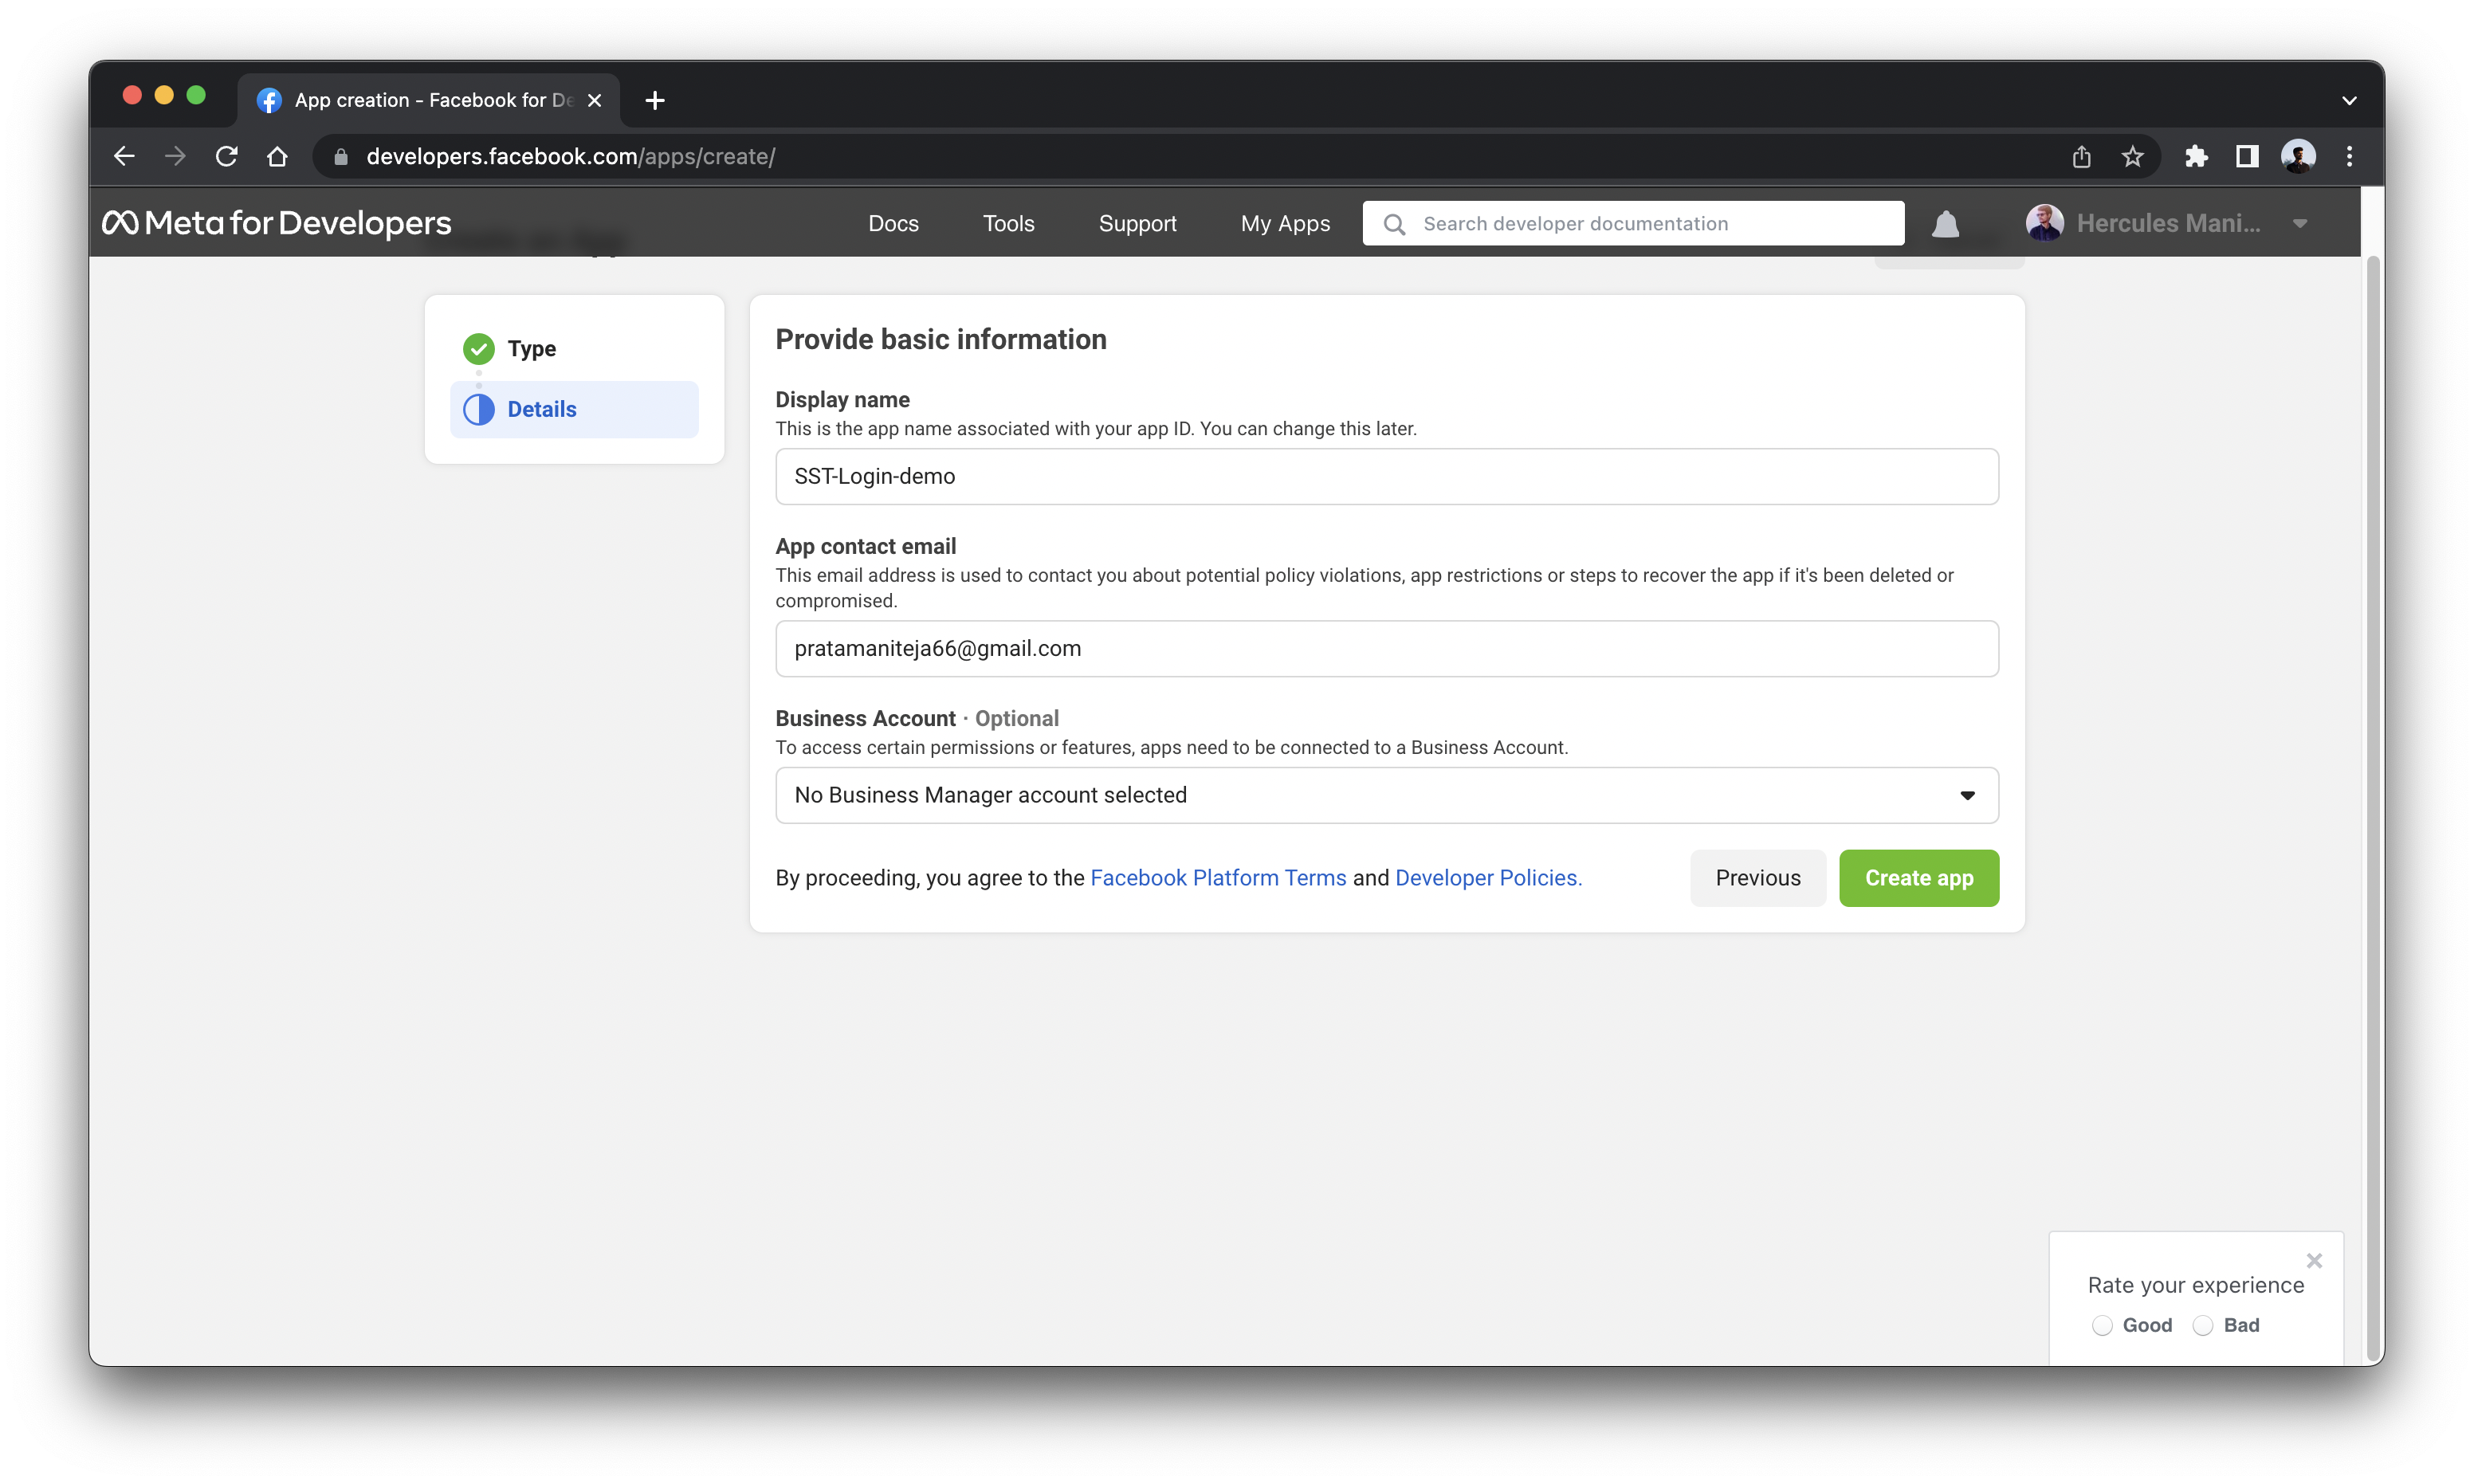 App creation - Facebook for De
developers.facebook.com/apps/create/
Meta for Developers
Docs
Tools
Support
My Apps
Search developer documentation
Hercules Mani...
Type
Details
Provide basic information
Display name
This is the app name associated with your app ID. You can change this later.
SST-Login-demo
App contact email
This email address is used to contact you about potential policy violations, app restrictions or steps to recover the app if it's been deleted or
compromised.
pratamaniteja66@gmail.com
Business Account · Optional
To access certain permissions or features, apps need to be connected to a Business Account.
No Business Manager account selected
By proceeding, you agree to the Facebook Platform Terms and Developer Policies.
Previous
Create app
Rate your experience
Good
Bad